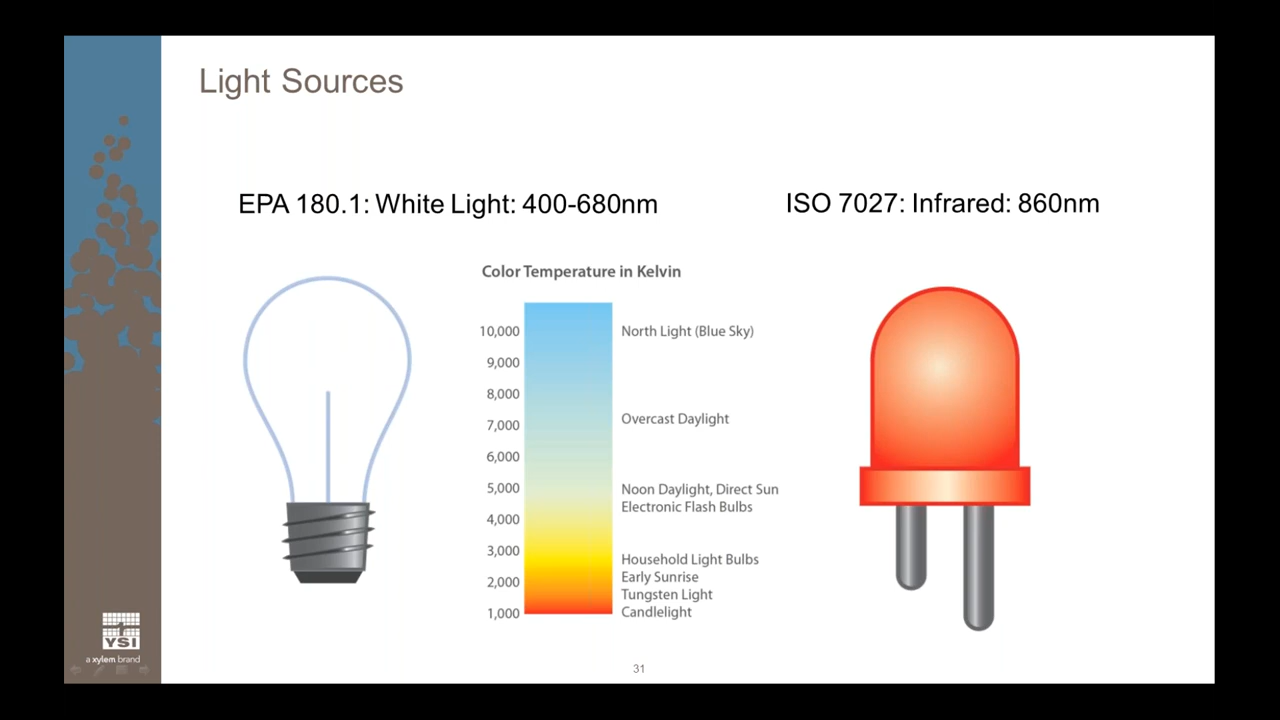 Light Sources
EPA 180.1: White Light: 400-680nm
ISO 7027: Infrared: 860nm
Color Temperature in Kelvin
10,000
North Light (Blue Sky)
9,000
8,000
7,000
Overcast Daylight
6,000
5,000
Noon Daylight, Direct Sun
Electronic Flash Bulbs
4,000
3,000
Household Light Bulbs
2,000
Early Sunrise
Tungsten Light
1,000
Candlelight
YSI
a xylem brand
31